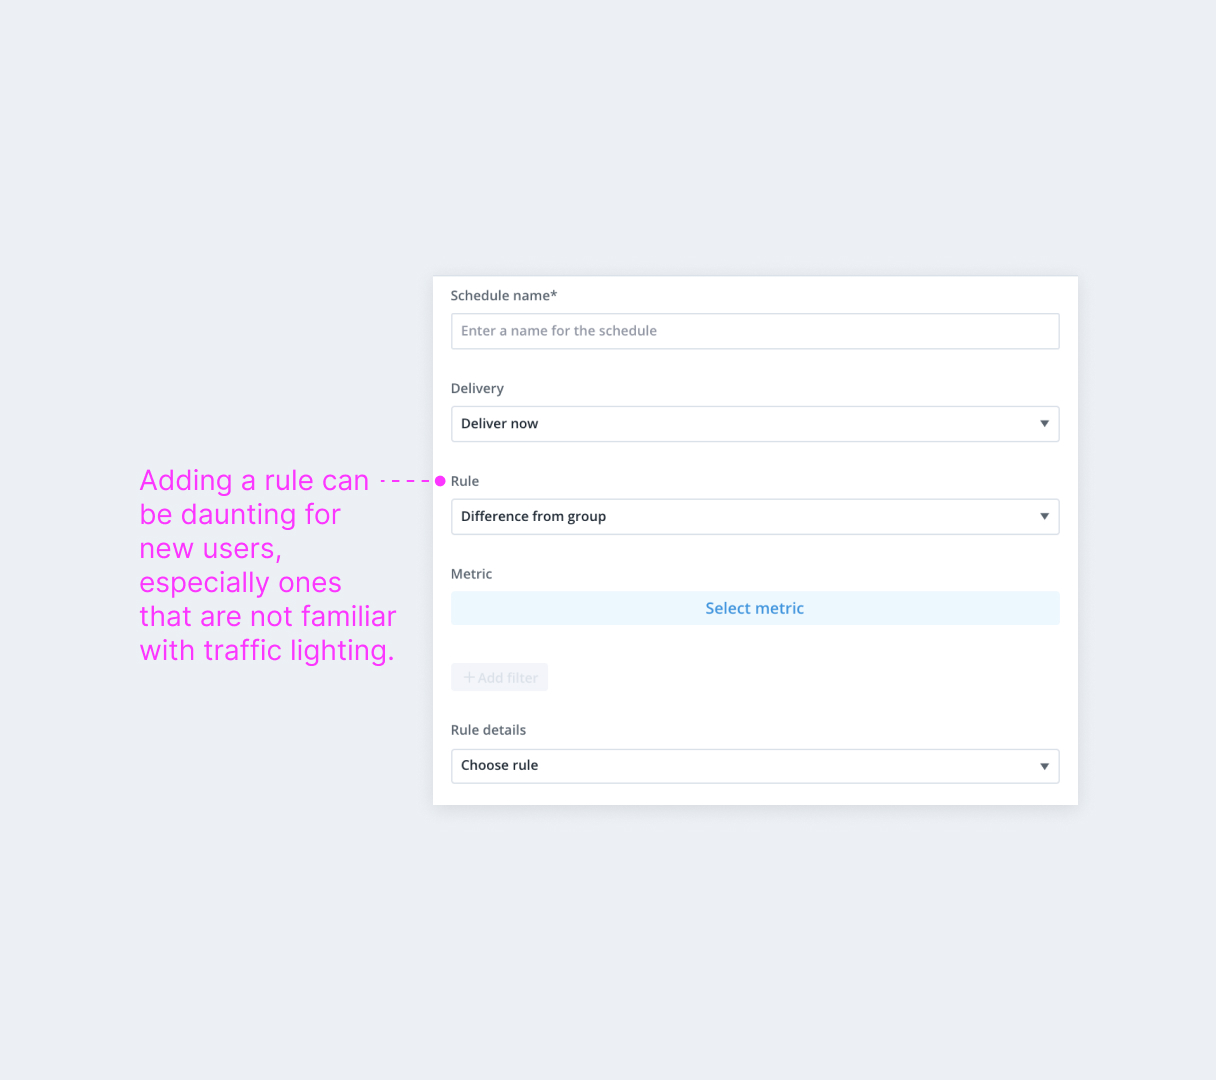 Schedule name*
Enter a name for the schedule
Delivery
Deliver now
Adding a rule can
be daunting for
new users,
especially ones
that are not familiar
with traffic lighting.
Rule
Difference from group
Metric
Select metric
+ Add filter
Rule details
Choose rule